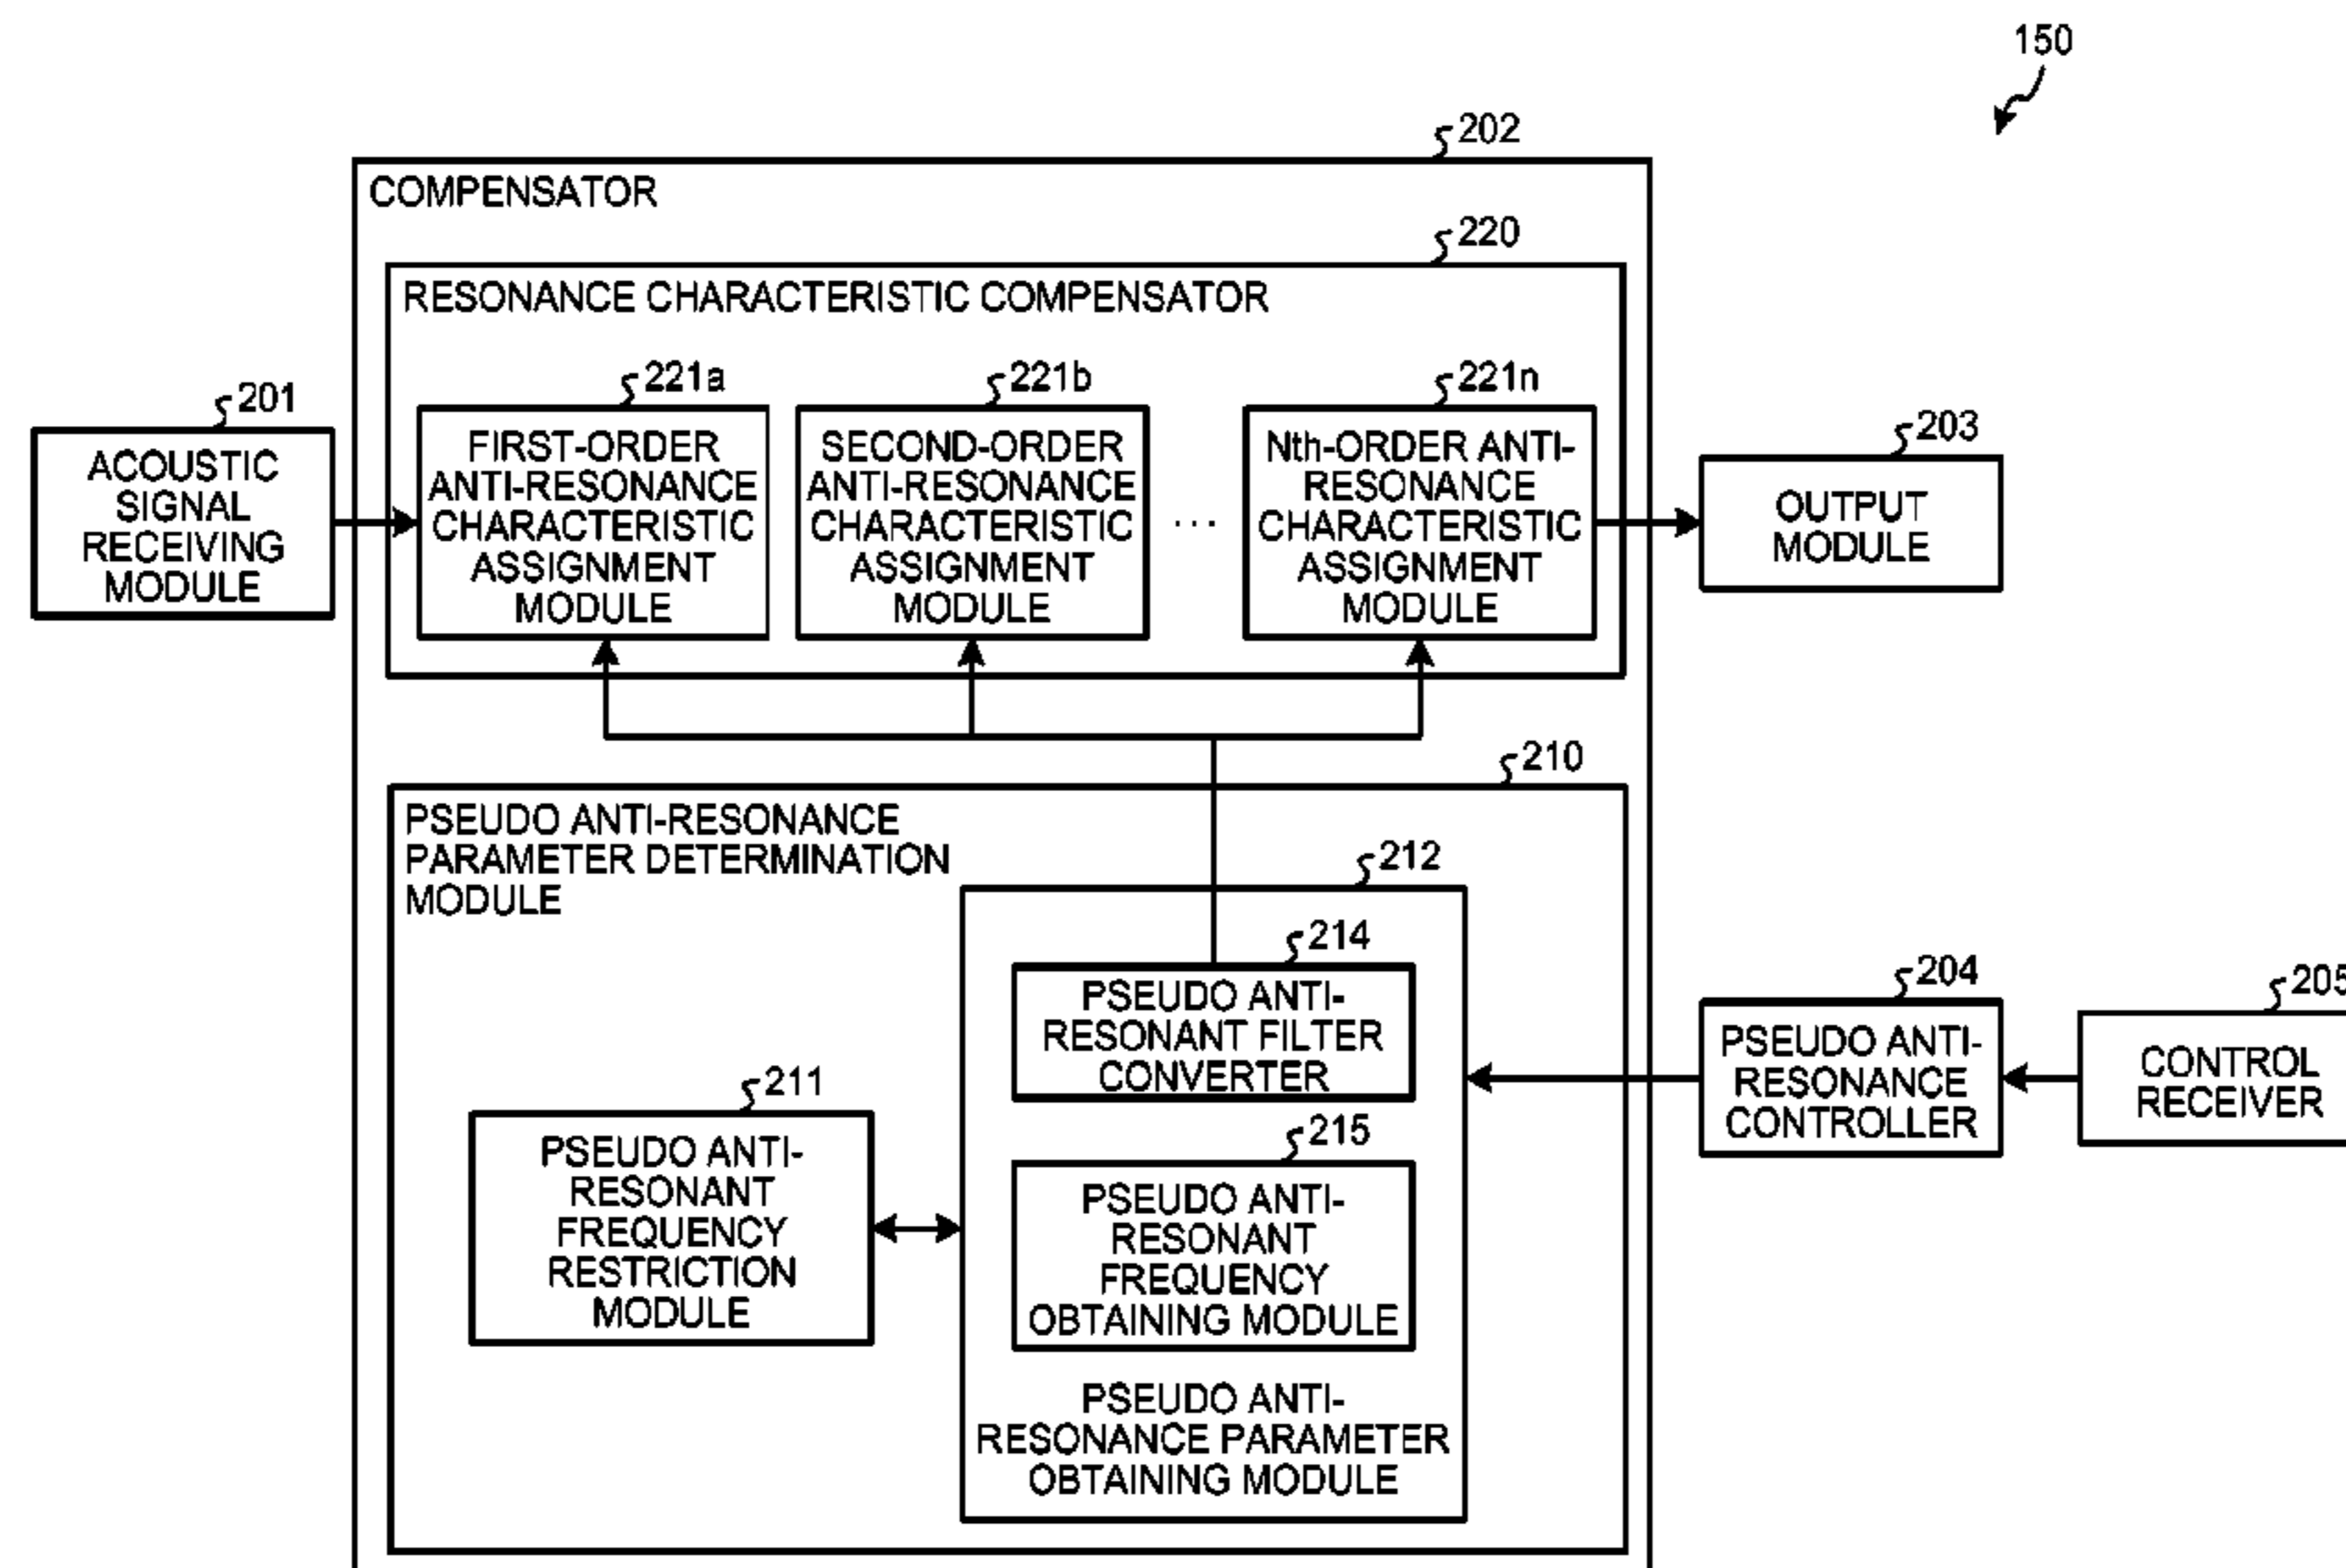 150
202
COMPENSATOR
220
RESONANCE CHARACTERISTIC COMPENSATOR
201
ACOUSTIC
SIGNAL
RECEIVING
MODULE
221a
FIRST-ORDER
ANTI-RESONANCE
CHARACTERISTIC
ASSIGNMENT
MODULE
221b
SECOND-ORDER
ANTI-RESONANCE
CHARACTERISTIC
ASSIGNMENT
MODULE
...
221n
Nth-ORDER ANTI-
RESONANCE
CHARACTERISTIC
ASSIGNMENT
MODULE
203
OUTPUT
MODULE
210
PSEUDO ANTI-RESONANCE
PARAMETER DETERMINATION
MODULE
212
214
PSEUDO ANTI-
RESONANT FILTER
CONVERTER
211
PSEUDO ANTI-
RESONANT
FREQUENCY
RESTRICTION
MODULE
215
PSEUDO ANTI-
RESONANT
FREQUENCY
OBTAINING MODULE
PSEUDO ANTI-
RESONANCE PARAMETER
OBTAINING MODULE
204
PSEUDO ANTI-
RESONANCE
CONTROLLER
205
CONTROL
RECEIVER